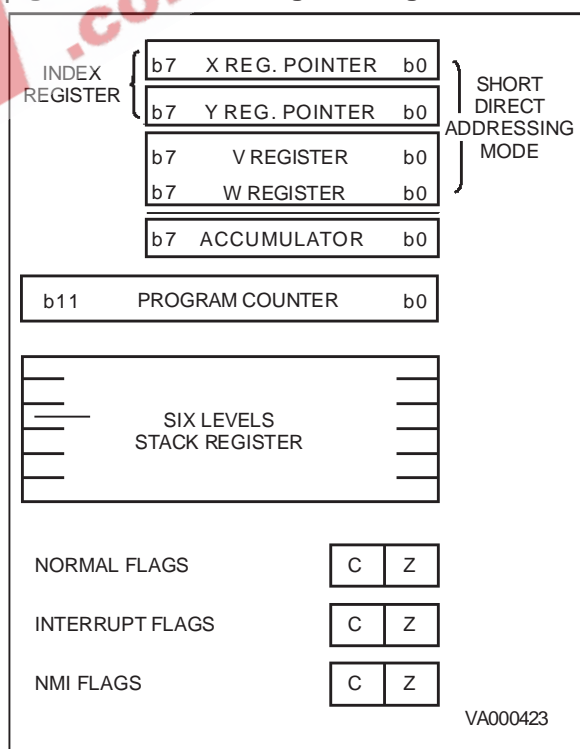 .co
INDEX
REGISTER
b7 X REG. POINTER b0
b7 Y REG. POINTER b0
b7 V REGISTER b0
b7 W REGISTER b0
SHORT
DIRECT
ADDRESSING
MODE
b7 ACCUMULATOR b0
b11 PROGRAM COUNTER b0
SIX LEVELS
STACK REGISTER
NORMAL FLAGS C Z
INTERRUPT FLAGS C Z
NMI FLAGS C Z
VA000423